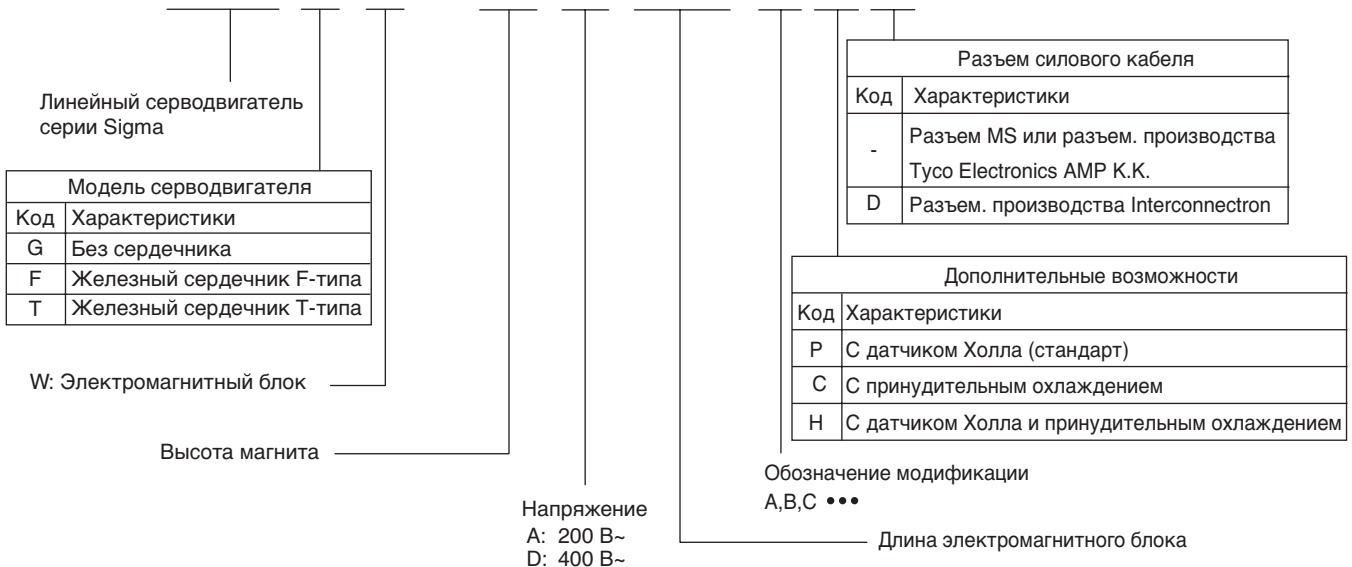 Линейный серводвигатель
серии Sigma
Модель серводвигателя
Код Характеристики
G Без сердечника
F Железный сердечник F-типа
T Железный сердечник T-типа
W: Электромагнитный блок
Высота магнита
Напряжение
A: 200 В~
D: 400 В~
Разъем силового кабеля
Код Характеристики
- Разъем MS или разъем. производства
Tyco Electronics AMP K.K.
D Разъем. производства Interconnectron
Дополнительные возможности
Код Характеристики
P С датчиком Холла (стандарт)
C С принудительным охлаждением
H С датчиком Холла и принудительным охлаждением
Обозначение модификации
A,B,C •••
Длина электромагнитного блока